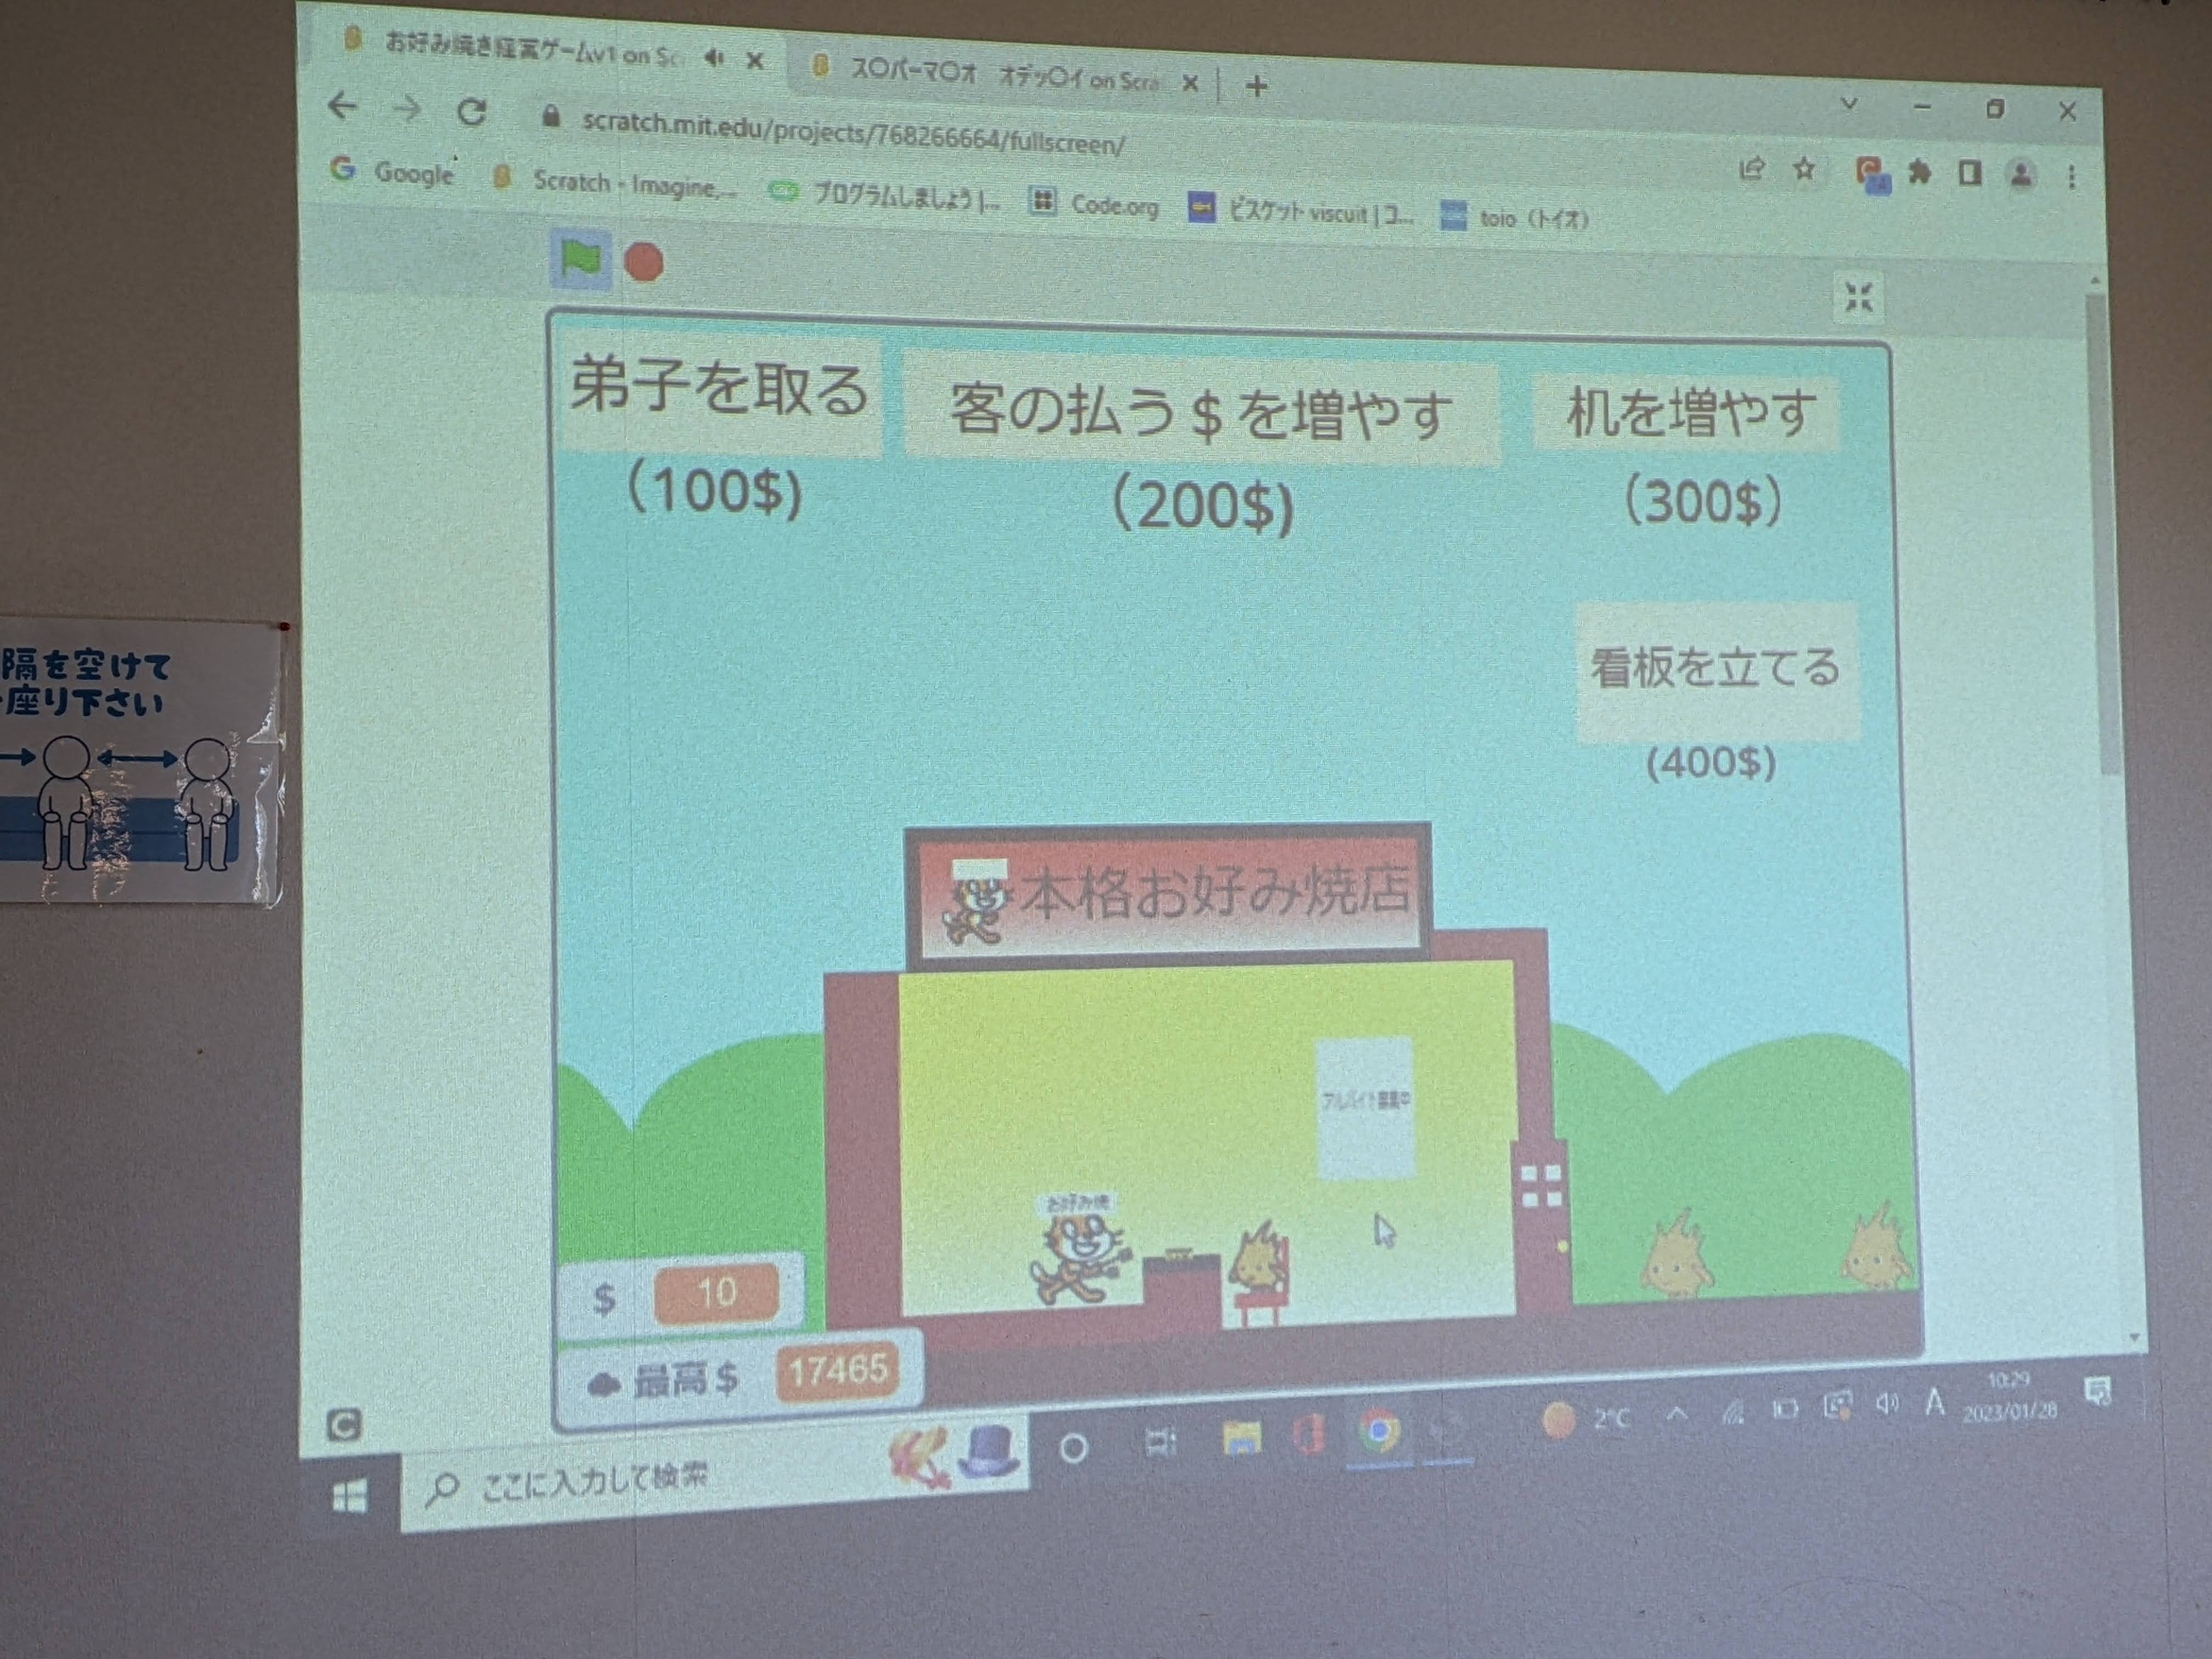 お好み焼き経営ゲームv1 on Sc
ス〇パーマ〇オ　オデッ〇イ on Scra
scratch.mit.edu/projects/768266664/fullscreen/
Google
Scratch - Imagine,...
プログラムしましょう |...
Code.org
ビスケット viscuit | コ...
toio（トイオ）
弟子を取る
(100$)
客の払う＄を増やす
(200$)
机を増やす
(300$)
看板を立てる
(400$)
隔を空けて
座り下さい
本格お好み焼店
アルバイト募集中
お好み焼
$ 10
最高＄ 17465
ここに入力して検索
2°C
A
10:29
2023/01/28